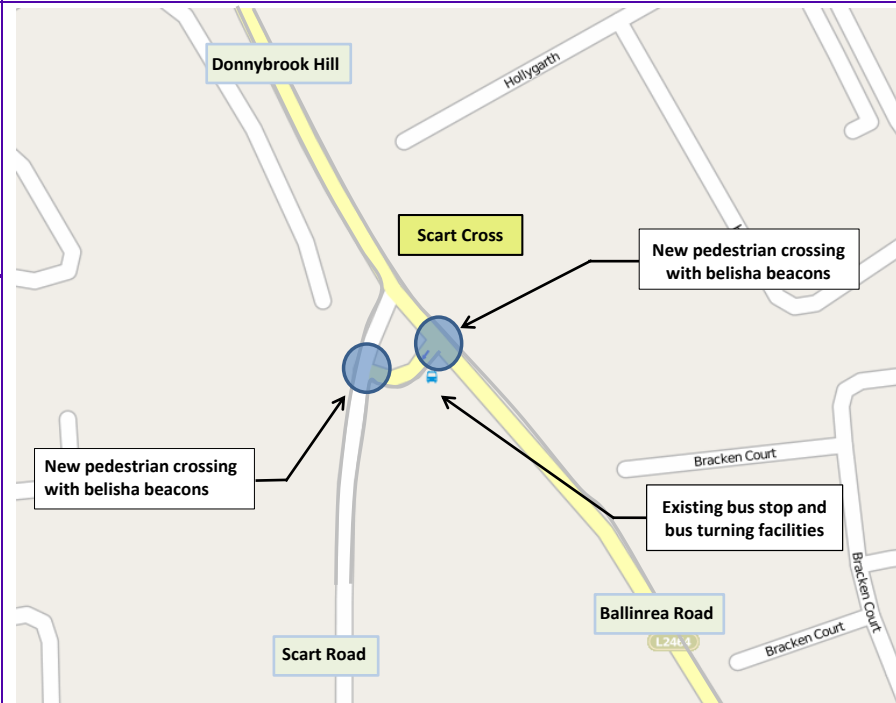 Donnybrook Hill
Hollygarth
Scart Cross
New pedestrian crossing
with belisha beacons
New pedestrian crossing
with belisha beacons
Bracken Court
Existing bus stop and
bus turning facilities
Bracken Court
Ballinrea Road
L2464
Bracken Court
Scart Road